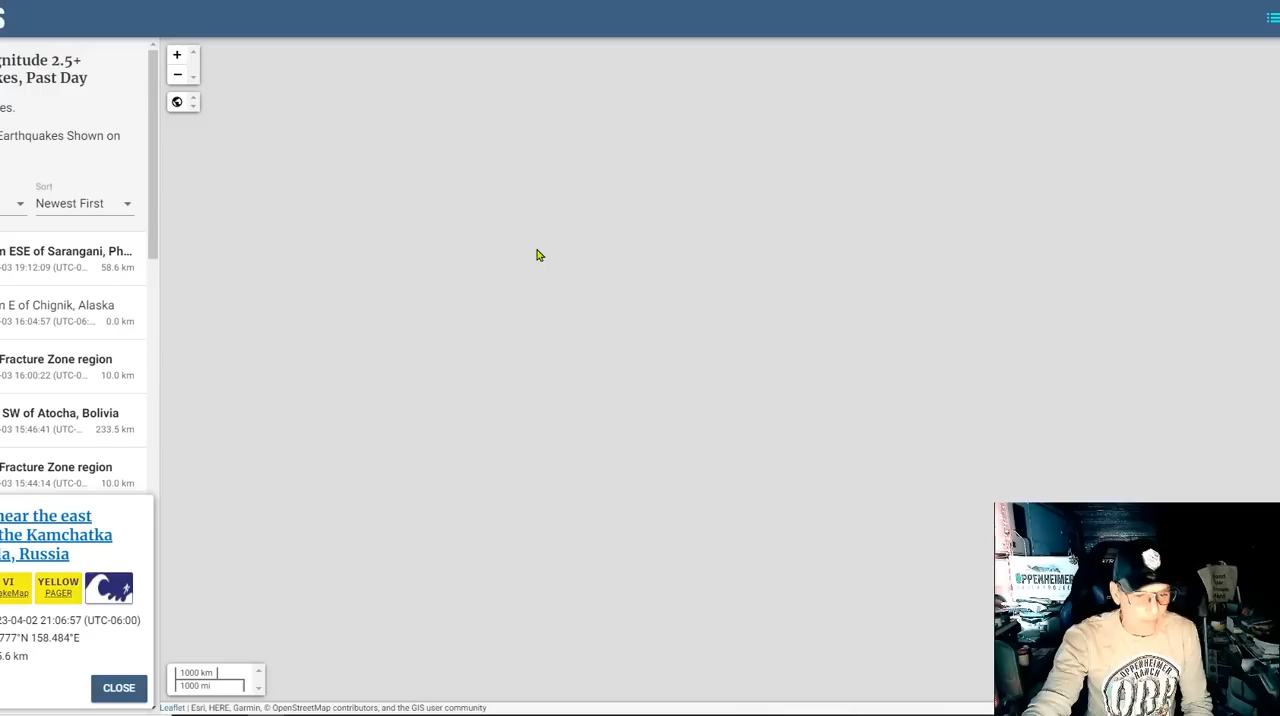 S
gnitude 2.5+
kes, Past Day
es.
Earthquakes Shown on
Sort
Newest First
m ESE of Sarangani, Ph...
-03 19:12:09 (UTC-0... 58.6 km
m E of Chignik, Alaska
-03 16:04:57 (UTC-06:... 0.0 km
Fracture Zone region
-03 16:00:22 (UTC-0... 10.0 km
SW of Atocha, Bolivia
-03 15:46:41 (UTC-... 233.5 km
Fracture Zone region
-03 15:44:14 (UTC-0... 10.0 km
near the east
the Kamchatka
la, Russia
VI
akeMap
YELLOW
PAGER
23-04-02 21:06:57 (UTC-06:00)
777°N 158.484°E
5.6 km
CLOSE
+
−
1000 km
1000 mi
Leaflet | Esri, HERE, Garmin, © OpenStreetMap contributors, and the GIS user community
OPPENHEIMER
OPPENHEIMER
RANCH